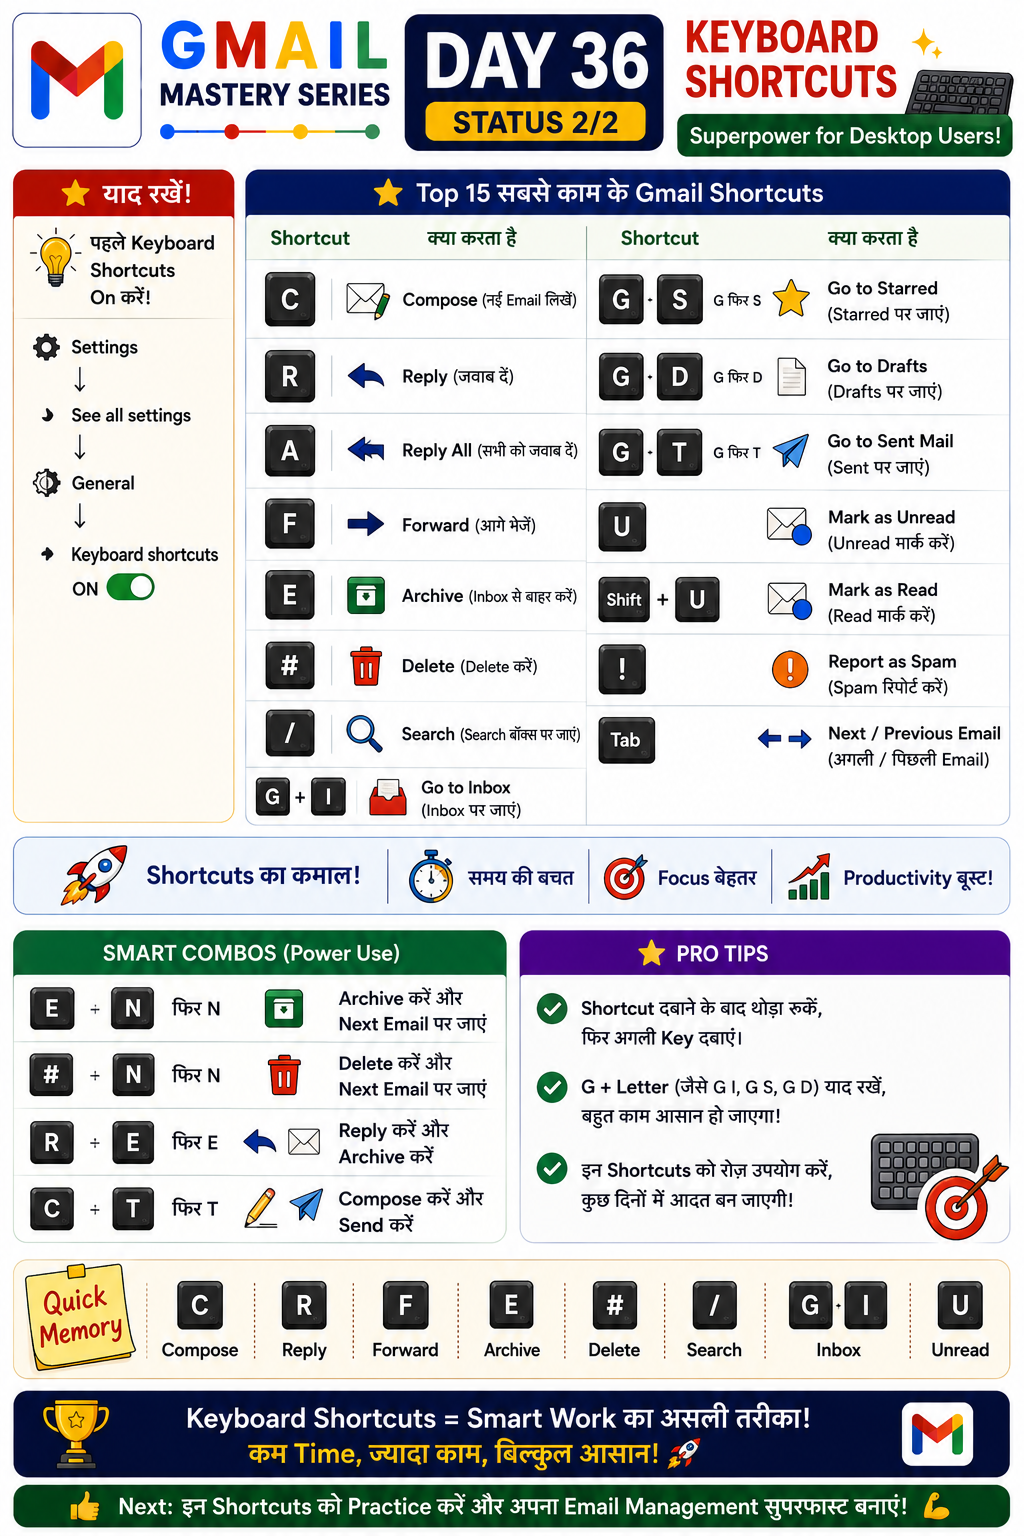 GMAIL
MASTERY SERIES
DAY 36
STATUS 2/2
KEYBOARD
SHORTCUTS
Superpower for Desktop Users!
याद रखें!
पहले Keyboard
Shortcuts
On करें!
Settings
See all settings
General
Keyboard shortcuts
ON
Top 15 सबसे काम के Gmail Shortcuts
Shortcut क्या करता है
C Compose (नई Email लिखें)
R Reply (जवाब दें)
A Reply All (सभी को जवाब दें)
F Forward (आगे भेजें)
E Archive (Inbox से बाहर करें)
# Delete (Delete करें)
/ Search (Search बॉक्स पर जाएं)
G + I Go to Inbox
(Inbox पर जाएं)
Shortcut क्या करता है
G · S G फिर S Go to Starred
(Starred पर जाएं)
G · D G फिर D Go to Drafts
(Drafts पर जाएं)
G · T G फिर T Go to Sent Mail
(Sent पर जाएं)
U Mark as Unread
(Unread मार्क करें)
Shift + U Mark as Read
(Read मार्क करें)
! Report as Spam
(Spam रिपोर्ट करें)
Tab Next / Previous Email
(अगली / पिछली Email)
Shortcuts का कमाल!
समय की बचत
Focus बेहतर
Productivity बूस्ट!
SMART COMBOS (Power Use)
E ÷ N फिर N Archive करें और
Next Email पर जाएं
# + N फिर N Delete करें और
Next Email पर जाएं
R ÷ E फिर E Reply करें और
Archive करें
C ÷ T फिर T Compose करें और
Send करें
PRO TIPS
Shortcut दबाने के बाद थोड़ा रूकें,
फिर अगली Key दबाएं।
G + Letter (जैसे G I, G S, G D) याद रखें,
बहुत काम आसान हो जाएगा!
इन Shortcuts को रोज़ उपयोग करें,
कुछ दिनों में आदत बन जाएगी!
Quick
Memory
C
Compose
R
Reply
F
Forward
E
Archive
#
Delete
/
Search
G · I
Inbox
U
Unread
Keyboard Shortcuts = Smart Work का असली तरीका!
कम Time, ज्यादा काम, बिल्कुल आसान!
Next: इन Shortcuts को Practice करें और अपना Email Management सुपरफास्ट बनाएं!